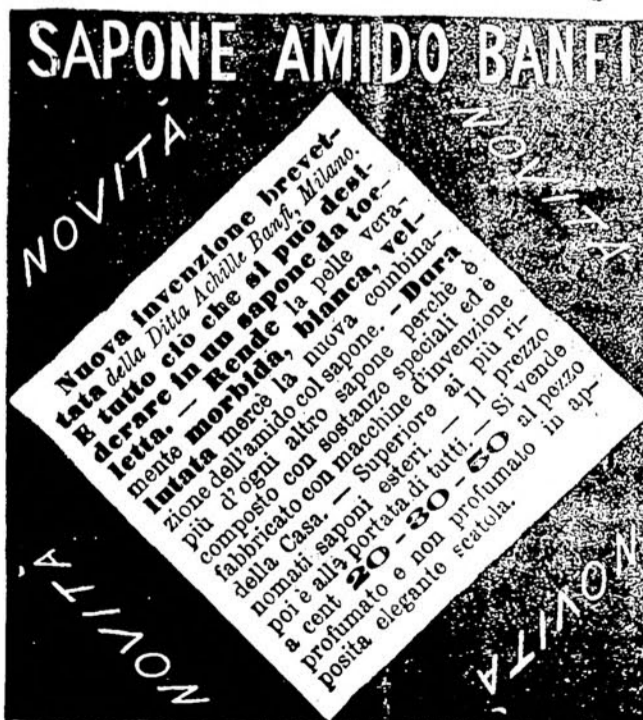 SAPONE AMIDO BANFI
NOVITÀ
NOVITÀ
Nuova invenzione brevet-
tata della Ditta Achille Banfi, Milano.
E tutto ciò che si può desi-
derare in un sapone da toc-
letta. — Rende la pelle vera-
mente morbida, bianca, vel-
lutata mercè la nuova combina-
zione dell'amido col sapone. — Dura
più d'ogni altro sapone perchè è
composto con sostanze speciali ed è
fabbricato con macchine d'invenzione
della Casa. — Superiore ai più ri-
nomati saponi esteri. — Il prezzo
poi è alla portata di tutti. — Si vende
a cent 20-30-50 al pezzo
profumato e non profumato in ap-
posita elegante scatola.
NOVITÀ
NOVITÀ